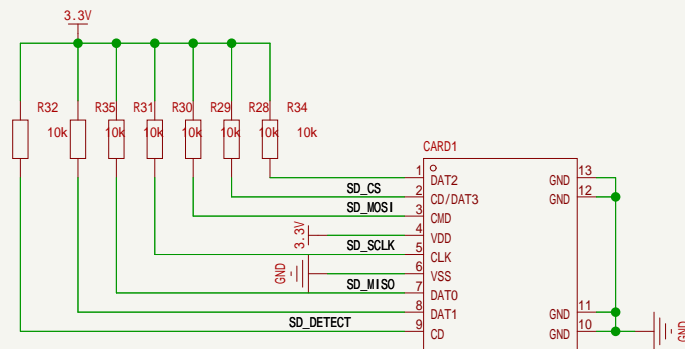 3.3V
R32 R35 R31 R30 R29 R28 R34
10k 10k 10k 10k 10k 10k 10k
CARD1
1 DAT2 GND 13
SD_CS 2 CD/DAT3 GND 12
SD_MOSI 3 CMD
3.3V 4 VDD
SD_SCLK 5 CLK
GND 6 VSS
SD_MISO 7 DAT0
8 DAT1 GND 11
SD_DETECT 9 CD GND 10
GND